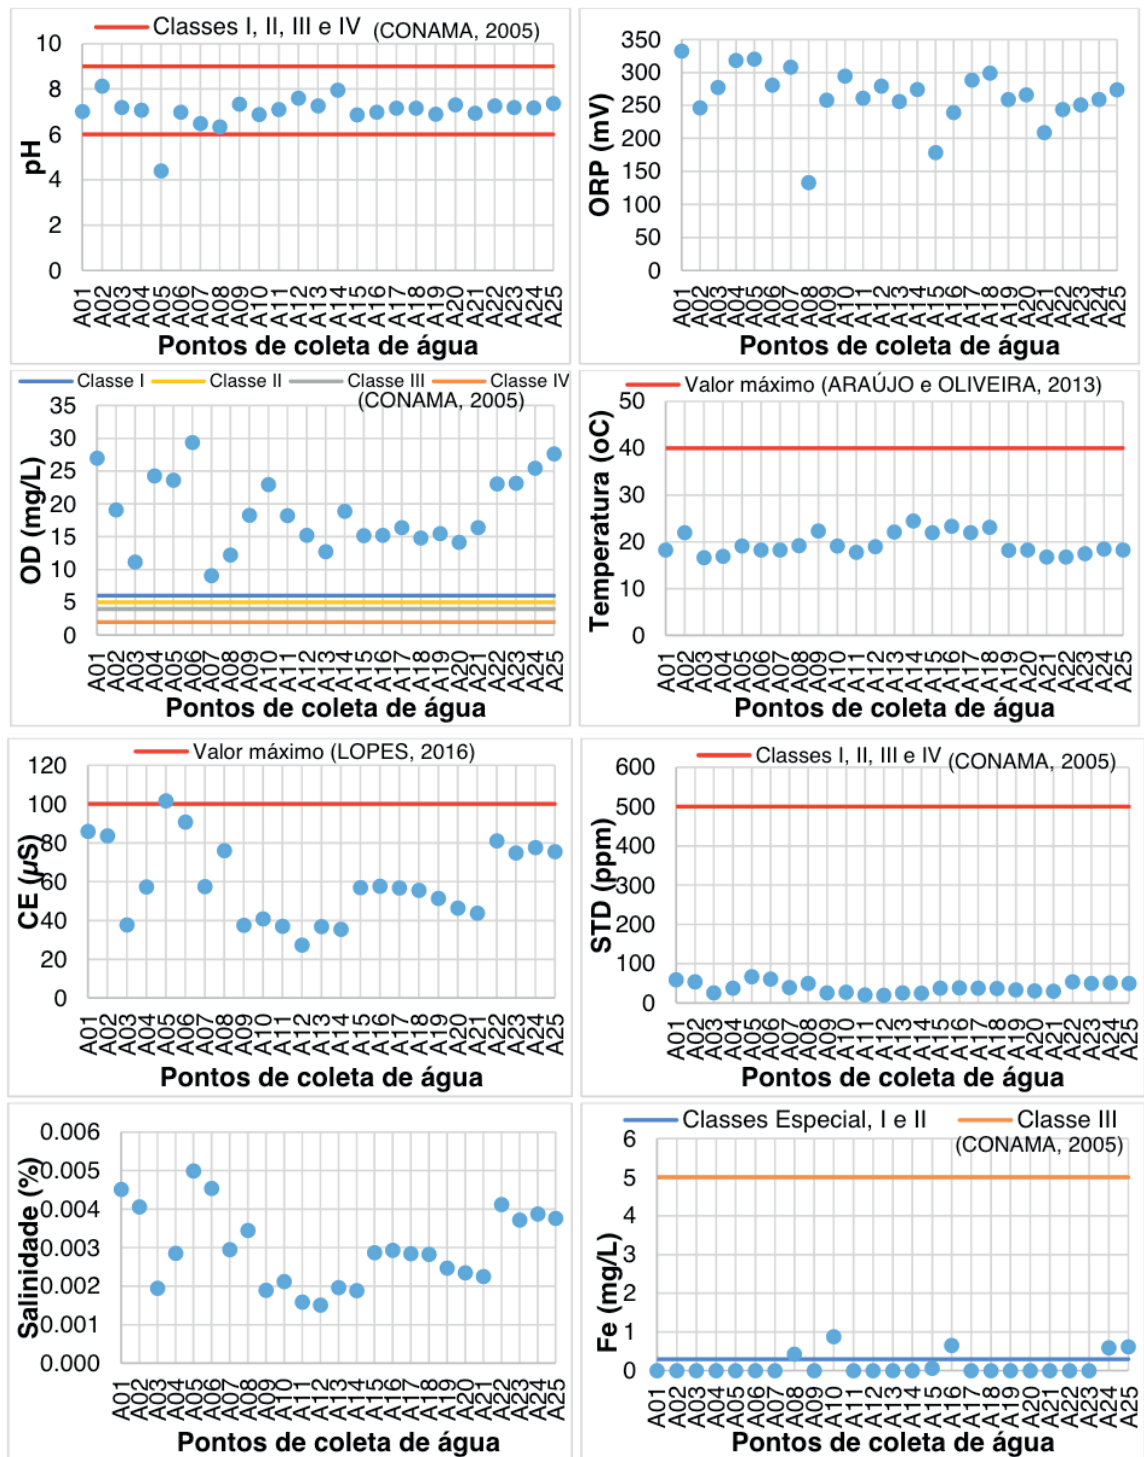 Classes I, II, III e IV (CONAMA, 2005)
10
8
6
4
2
0
pH
A01 A02 A03 A04 A05 A06 A07 A08 A09 A10 A11 A12 A13 A14 A15 A16 A17 A18 A19 A20 A21 A22 A23 A24 A25
Pontos de coleta de água
350
300
250
200
150
100
50
0
ORP (mV)
A01 A02 A03 A04 A05 A06 A07 A08 A09 A10 A11 A12 A13 A14 A15 A16 A17 A18 A19 A20 A21 A22 A23 A24 A25
Pontos de coleta de água
Classe I Classe II Classe III Classe IV
(CONAMA, 2005)
35
30
25
20
15
10
5
0
OD (mg/L)
A01 A02 A03 A04 A05 A06 A07 A08 A09 A10 A11 A12 A13 A14 A15 A16 A17 A18 A19 A20 A21 A22 A23 A24 A25
Pontos de coleta de água
Valor máximo (ARAÚJO e OLIVEIRA, 2013)
50
40
30
20
10
0
Temperatura (oC)
A01 A02 A03 A04 A05 A06 A07 A08 A09 A10 A11 A12 A13 A14 A15 A16 A17 A18 A19 A20 A21 A22 A23 A24 A25
Pontos de coleta de água
Valor máximo (LOPES, 2016)
120
100
80
60
40
20
0
CE (µS)
A01 A02 A03 A04 A05 A06 A07 A08 A09 A10 A11 A12 A13 A14 A15 A16 A17 A18 A19 A20 A21 A22 A23 A24 A25
Pontos de coleta de água
Classes I, II, III e IV (CONAMA, 2005)
600
500
400
300
200
100
0
STD (ppm)
A01 A02 A03 A04 A05 A06 A07 A08 A09 A10 A11 A12 A13 A14 A15 A16 A17 A18 A19 A20 A21 A22 A23 A24 A25
Pontos de coleta de água
0.006
0.005
0.004
0.003
0.002
0.001
0.000
Salinidade (%)
A01 A02 A03 A04 A05 A06 A07 A08 A09 A10 A11 A12 A13 A14 A15 A16 A17 A18 A19 A20 A21 A22 A23 A24 A25
Pontos de coleta de água
Classes Especial, I e II Classe III
(CONAMA, 2005)
6
5
4
3
2
1
0
Fe (mg/L)
A01 A02 A03 A04 A05 A06 A07 A08 A09 A10 A11 A12 A13 A14 A15 A16 A17 A18 A19 A20 A21 A22 A23 A24 A25
Pontos de coleta de água